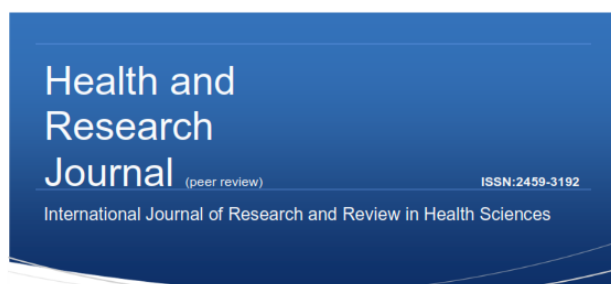 Health and
Research
Journal (peer review) ISSN:2459-3192
International Journal of Research and Review in Health Sciences